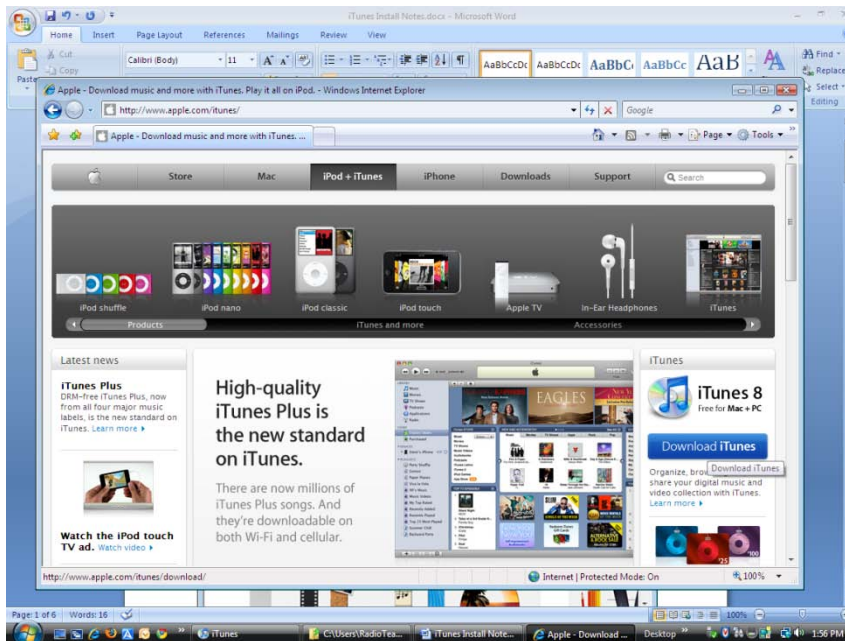 iTunes Install Notes.docx - Microsoft Word
Home Insert Page Layout References Mailings Review View
Cut
Copy
Paste
Calibri (Body) 11
AaBbCcDc AaBbCcDc AaBbC AaBbCc AaB
Find
Replace
Select
Editing
Apple - Download music and more with iTunes. Play it all on iPod. - Windows Internet Explorer
http://www.apple.com/itunes/
Google
Apple - Download music and more with iTunes. ...
Page Tools
Store Mac iPod + iTunes iPhone Downloads Support Search
iPod shuffle iPod nano iPod classic iPod touch Apple TV In-Ear Headphones iTunes
Products iTunes and more Accessories
Latest news
iTunes Plus
DRM-free iTunes Plus, now
from all four major music
labels, is the new standard on
iTunes. Learn more
Watch the iPod touch
TV ad. Watch video
High-quality
iTunes Plus is
the new standard
on iTunes.
There are now millions of
iTunes Plus songs. And
they're downloadable on
both Wi-Fi and cellular.
EAGLES
iTunes
iTunes 8
Free for Mac + PC
Download iTunes
Download iTunes
Organize, brow
share your digital music and
video collection with iTunes.
Learn more
http://www.apple.com/itunes/download/
Internet | Protected Mode: On
100%
Page: 1 of 6 Words: 16
100%
iTunes
C:\Users\RadioTea...
iTunes Install Note...
Apple - Download ...
Desktop
1:56 PM